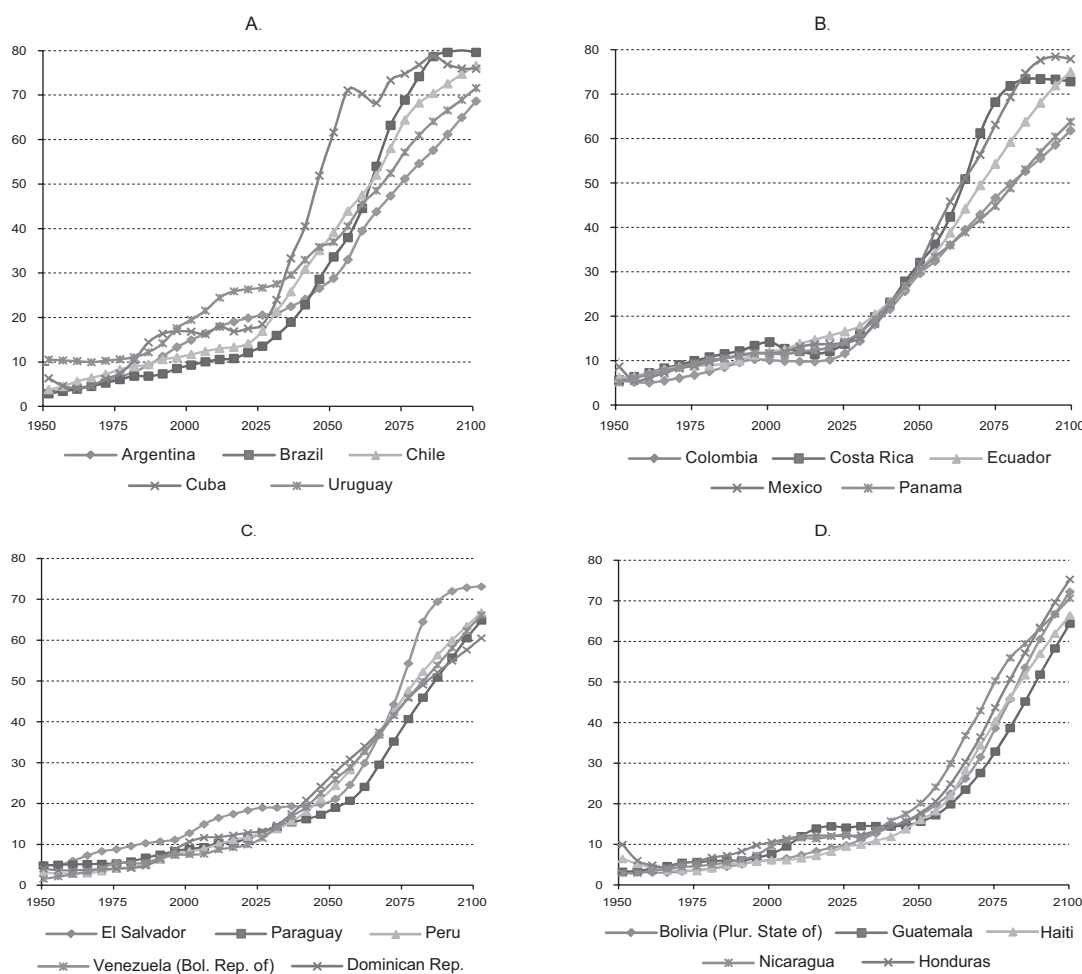 A.
80
70
60
50
40
30
20
10
0
1950 1975 2000 2025 2050 2075 2100
Argentina Brazil Chile
Cuba Uruguay
B.
80
70
60
50
40
30
20
10
0
1950 1975 2000 2025 2050 2075 2100
Colombia Costa Rica Ecuador
Mexico Panama
C.
80
70
60
50
40
30
20
10
0
1950 1975 2000 2025 2050 2075 2100
El Salvador Paraguay Peru
Venezuela (Bol. Rep. of) Dominican Rep.
D.
80
70
60
50
40
30
20
10
0
1950 1975 2000 2025 2050 2075 2100
Bolivia (Plur. State of) Guatemala Haiti
Nicaragua Honduras